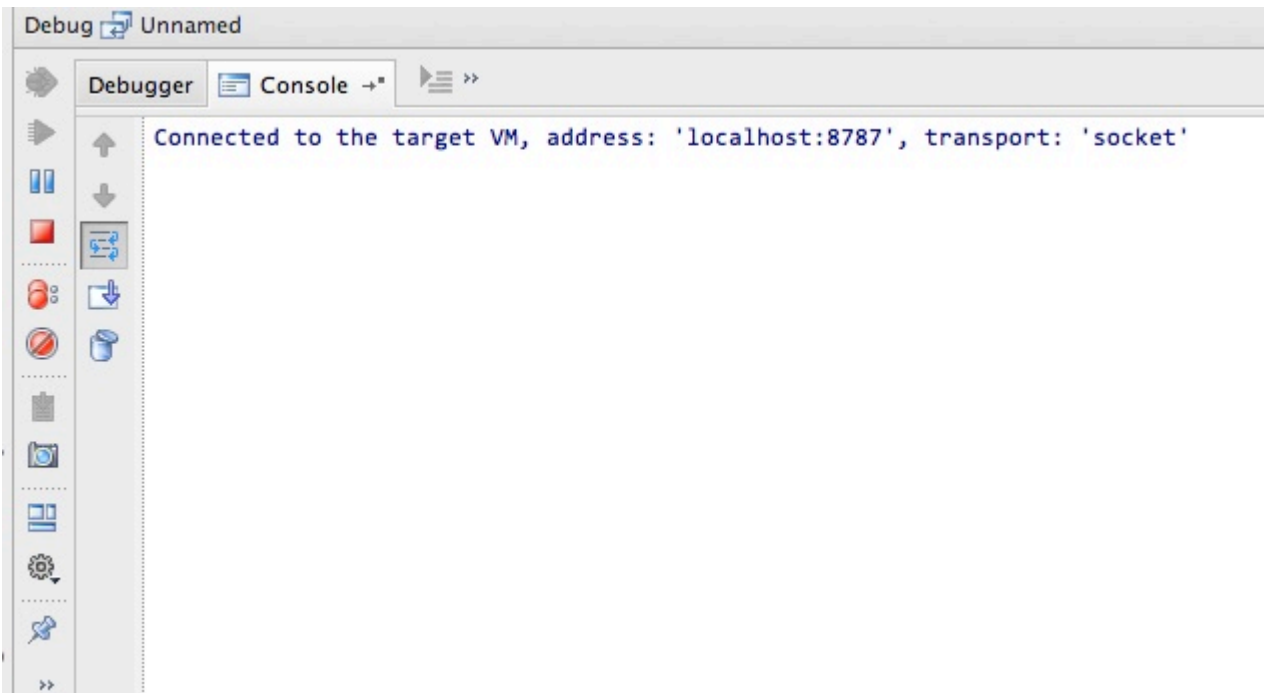 Debug Unnamed
Debugger Console
Connected to the target VM, address: 'localhost:8787', transport: 'socket'